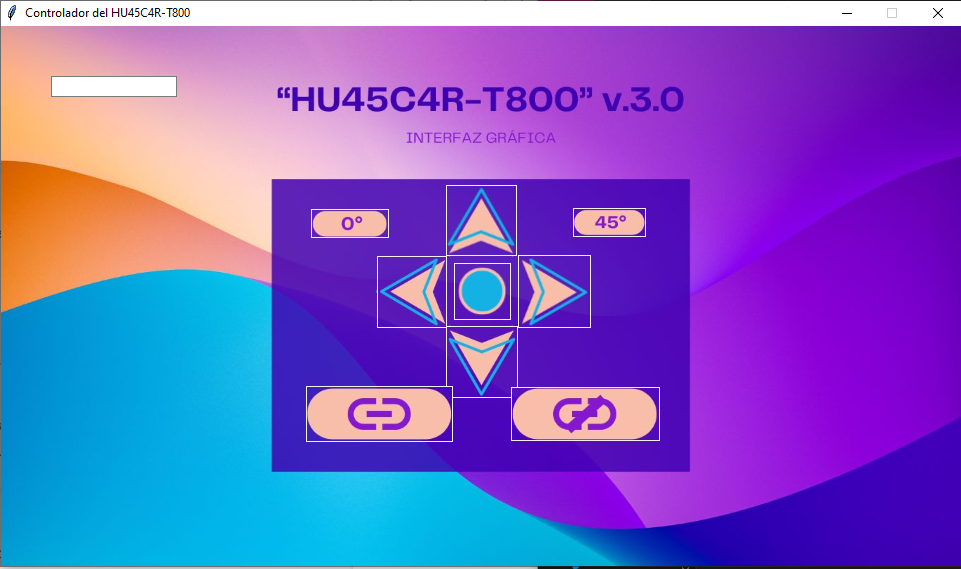 Controlador del HU45C4R-T800
“HU45C4R-T800” v.3.0
INTERFAZ GRÁFICA
0°
45°